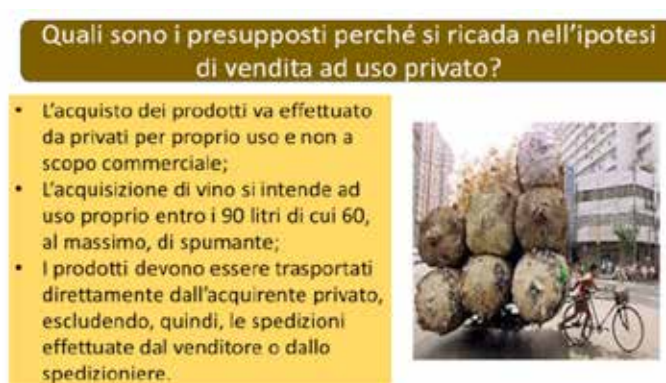 Quali sono i presupposti perché si ricada nell'ipotesi
di vendita ad uso privato?
• L'acquisto dei prodotti va effettuato
da privati per proprio uso e non a
scopo commerciale;
• L'acquisizione di vino si intende ad
uso proprio entro i 90 litri di cui 60,
al massimo, di spumante;
• I prodotti devono essere trasportati
direttamente dall'acquirente privato,
escludendo, quindi, le spedizioni
effettuate dal venditore o dallo
spedizioniere.